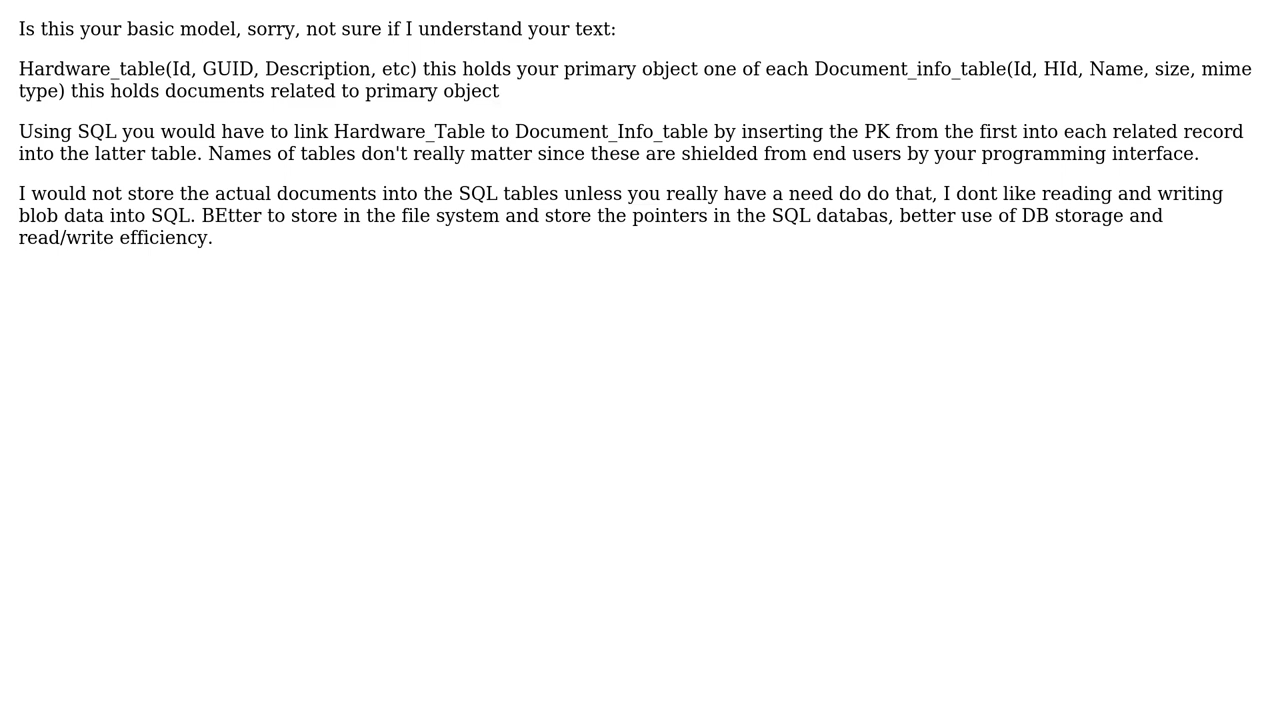 Is this your basic model, sorry, not sure if I understand your text:
Hardware_table(Id, GUID, Description, etc) this holds your primary object one of each Document_info_table(Id, HId, Name, size, mime
type) this holds documents related to primary object
Using SQL you would have to link Hardware_Table to Document_Info_table by inserting the PK from the first into each related record
into the latter table. Names of tables don't really matter since these are shielded from end users by your programming interface.
I would not store the actual documents into the SQL tables unless you really have a need do do that, I dont like reading and writing
blob data into SQL. BEtter to store in the file system and store the pointers in the SQL databas, better use of DB storage and
read/write efficiency.